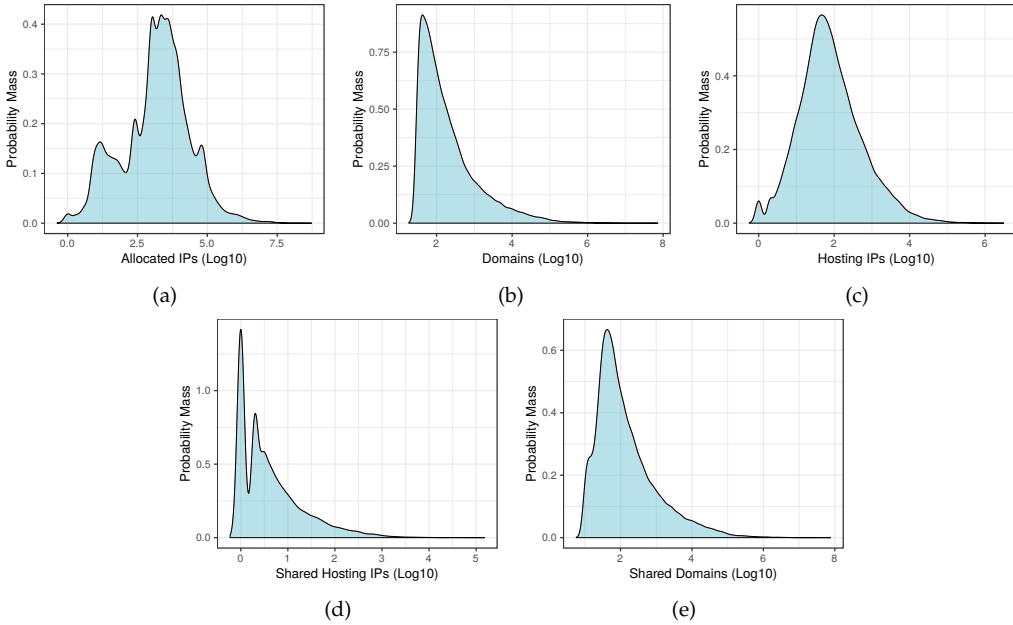 0.4
0.3
0.2
0.1
0.0
Probability Mass
0.0 2.5 5.0 7.5
Allocated IPs (Log10)
(a)
0.75
0.50
0.25
0.00
Probability Mass
2 4 6 8
Domains (Log10)
(b)
0.4
0.2
0.0
Probability Mass
0 2 4 6
Hosting IPs (Log10)
(c)
1.0
0.5
0.0
Probability Mass
0 1 2 3 4 5
Shared Hosting IPs (Log10)
(d)
0.6
0.4
0.2
0.0
Probability Mass
2 4 6 8
Shared Domains (Log10)
(e)